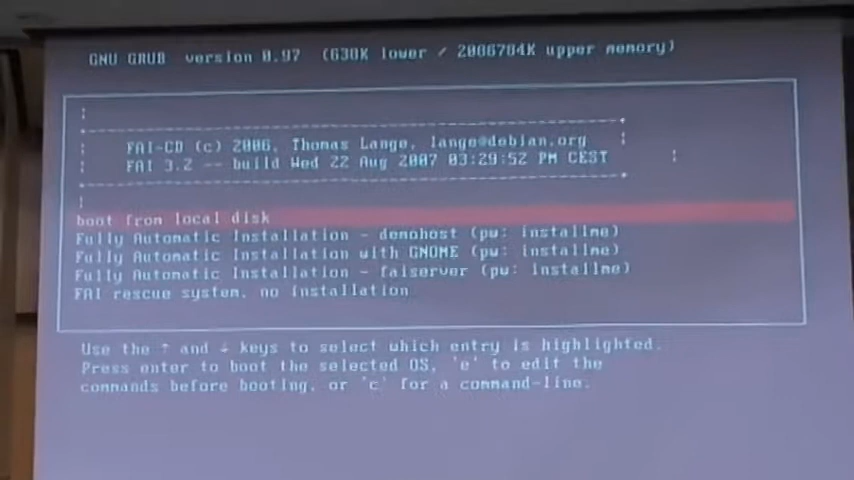 GNU GRUB version 0.97 (638K lower / 2086784K upper memory)
FAI-CD (c) 2006, Thomas Lange, lange@debian.org
FAI 3.2 -- build Wed 22 Aug 2007 03:29:52 PM CEST
boot from local disk
Fully Automatic Installation - demohost (pw: installme)
Fully Automatic Installation with GNOME (pw: installme)
Fully Automatic Installation - faiserver (pw: installme)
FAI rescue system, no installation
Use the ↑ and ↓ keys to select which entry is highlighted.
Press enter to boot the selected OS, 'e' to edit the
commands before booting, or 'c' for a command-line.